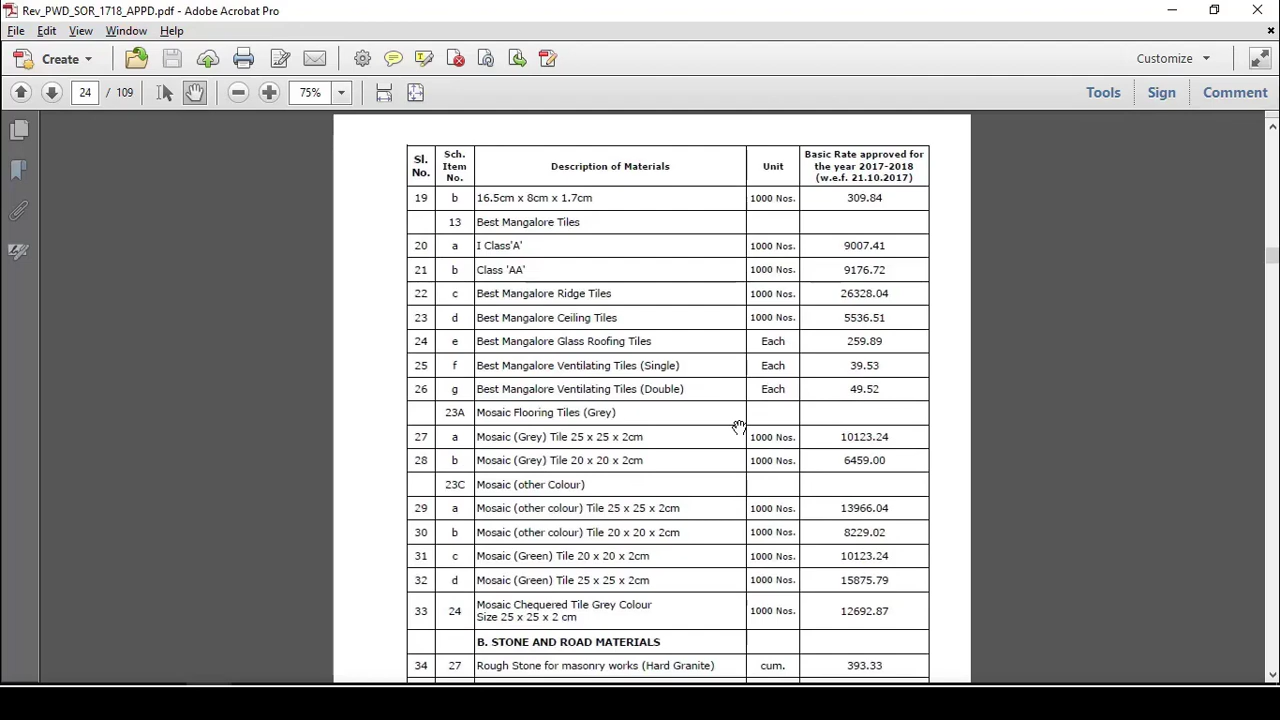 Rev_PWD_SOR_1718_APPD.pdf - Adobe Acrobat Pro
File Edit View Window Help
Create Customize
24 / 109 75% Tools Sign Comment
Sl. No. Sch. Item No. Description of Materials Unit Basic Rate approved for the year 2017-2018 (w.e.f. 21.10.2017)
19 b 16.5cm x 8cm x 1.7cm 1000 Nos. 309.84
13 Best Mangalore Tiles
20 a I Class'A' 1000 Nos. 9007.41
21 b Class 'AA' 1000 Nos. 9176.72
22 c Best Mangalore Ridge Tiles 1000 Nos. 26328.04
23 d Best Mangalore Ceiling Tiles 1000 Nos. 5536.51
24 e Best Mangalore Glass Roofing Tiles Each 259.89
25 f Best Mangalore Ventilating Tiles (Single) Each 39.53
26 g Best Mangalore Ventilating Tiles (Double) Each 49.52
23A Mosaic Flooring Tiles (Grey)
27 a Mosaic (Grey) Tile 25 x 25 x 2cm 1000 Nos. 10123.24
28 b Mosaic (Grey) Tile 20 x 20 x 2cm 1000 Nos. 6459.00
23C Mosaic (other Colour)
29 a Mosaic (other colour) Tile 25 x 25 x 2cm 1000 Nos. 13966.04
30 b Mosaic (other colour) Tile 20 x 20 x 2cm 1000 Nos. 8229.02
31 c Mosaic (Green) Tile 20 x 20 x 2cm 1000 Nos. 10123.24
32 d Mosaic (Green) Tile 25 x 25 x 2cm 1000 Nos. 15875.79
33 24 Mosaic Chequered Tile Grey Colour Size 25 x 25 x 2 cm 1000 Nos. 12692.87
B. STONE AND ROAD MATERIALS
34 27 Rough Stone for masonry works (Hard Granite) cum. 393.33